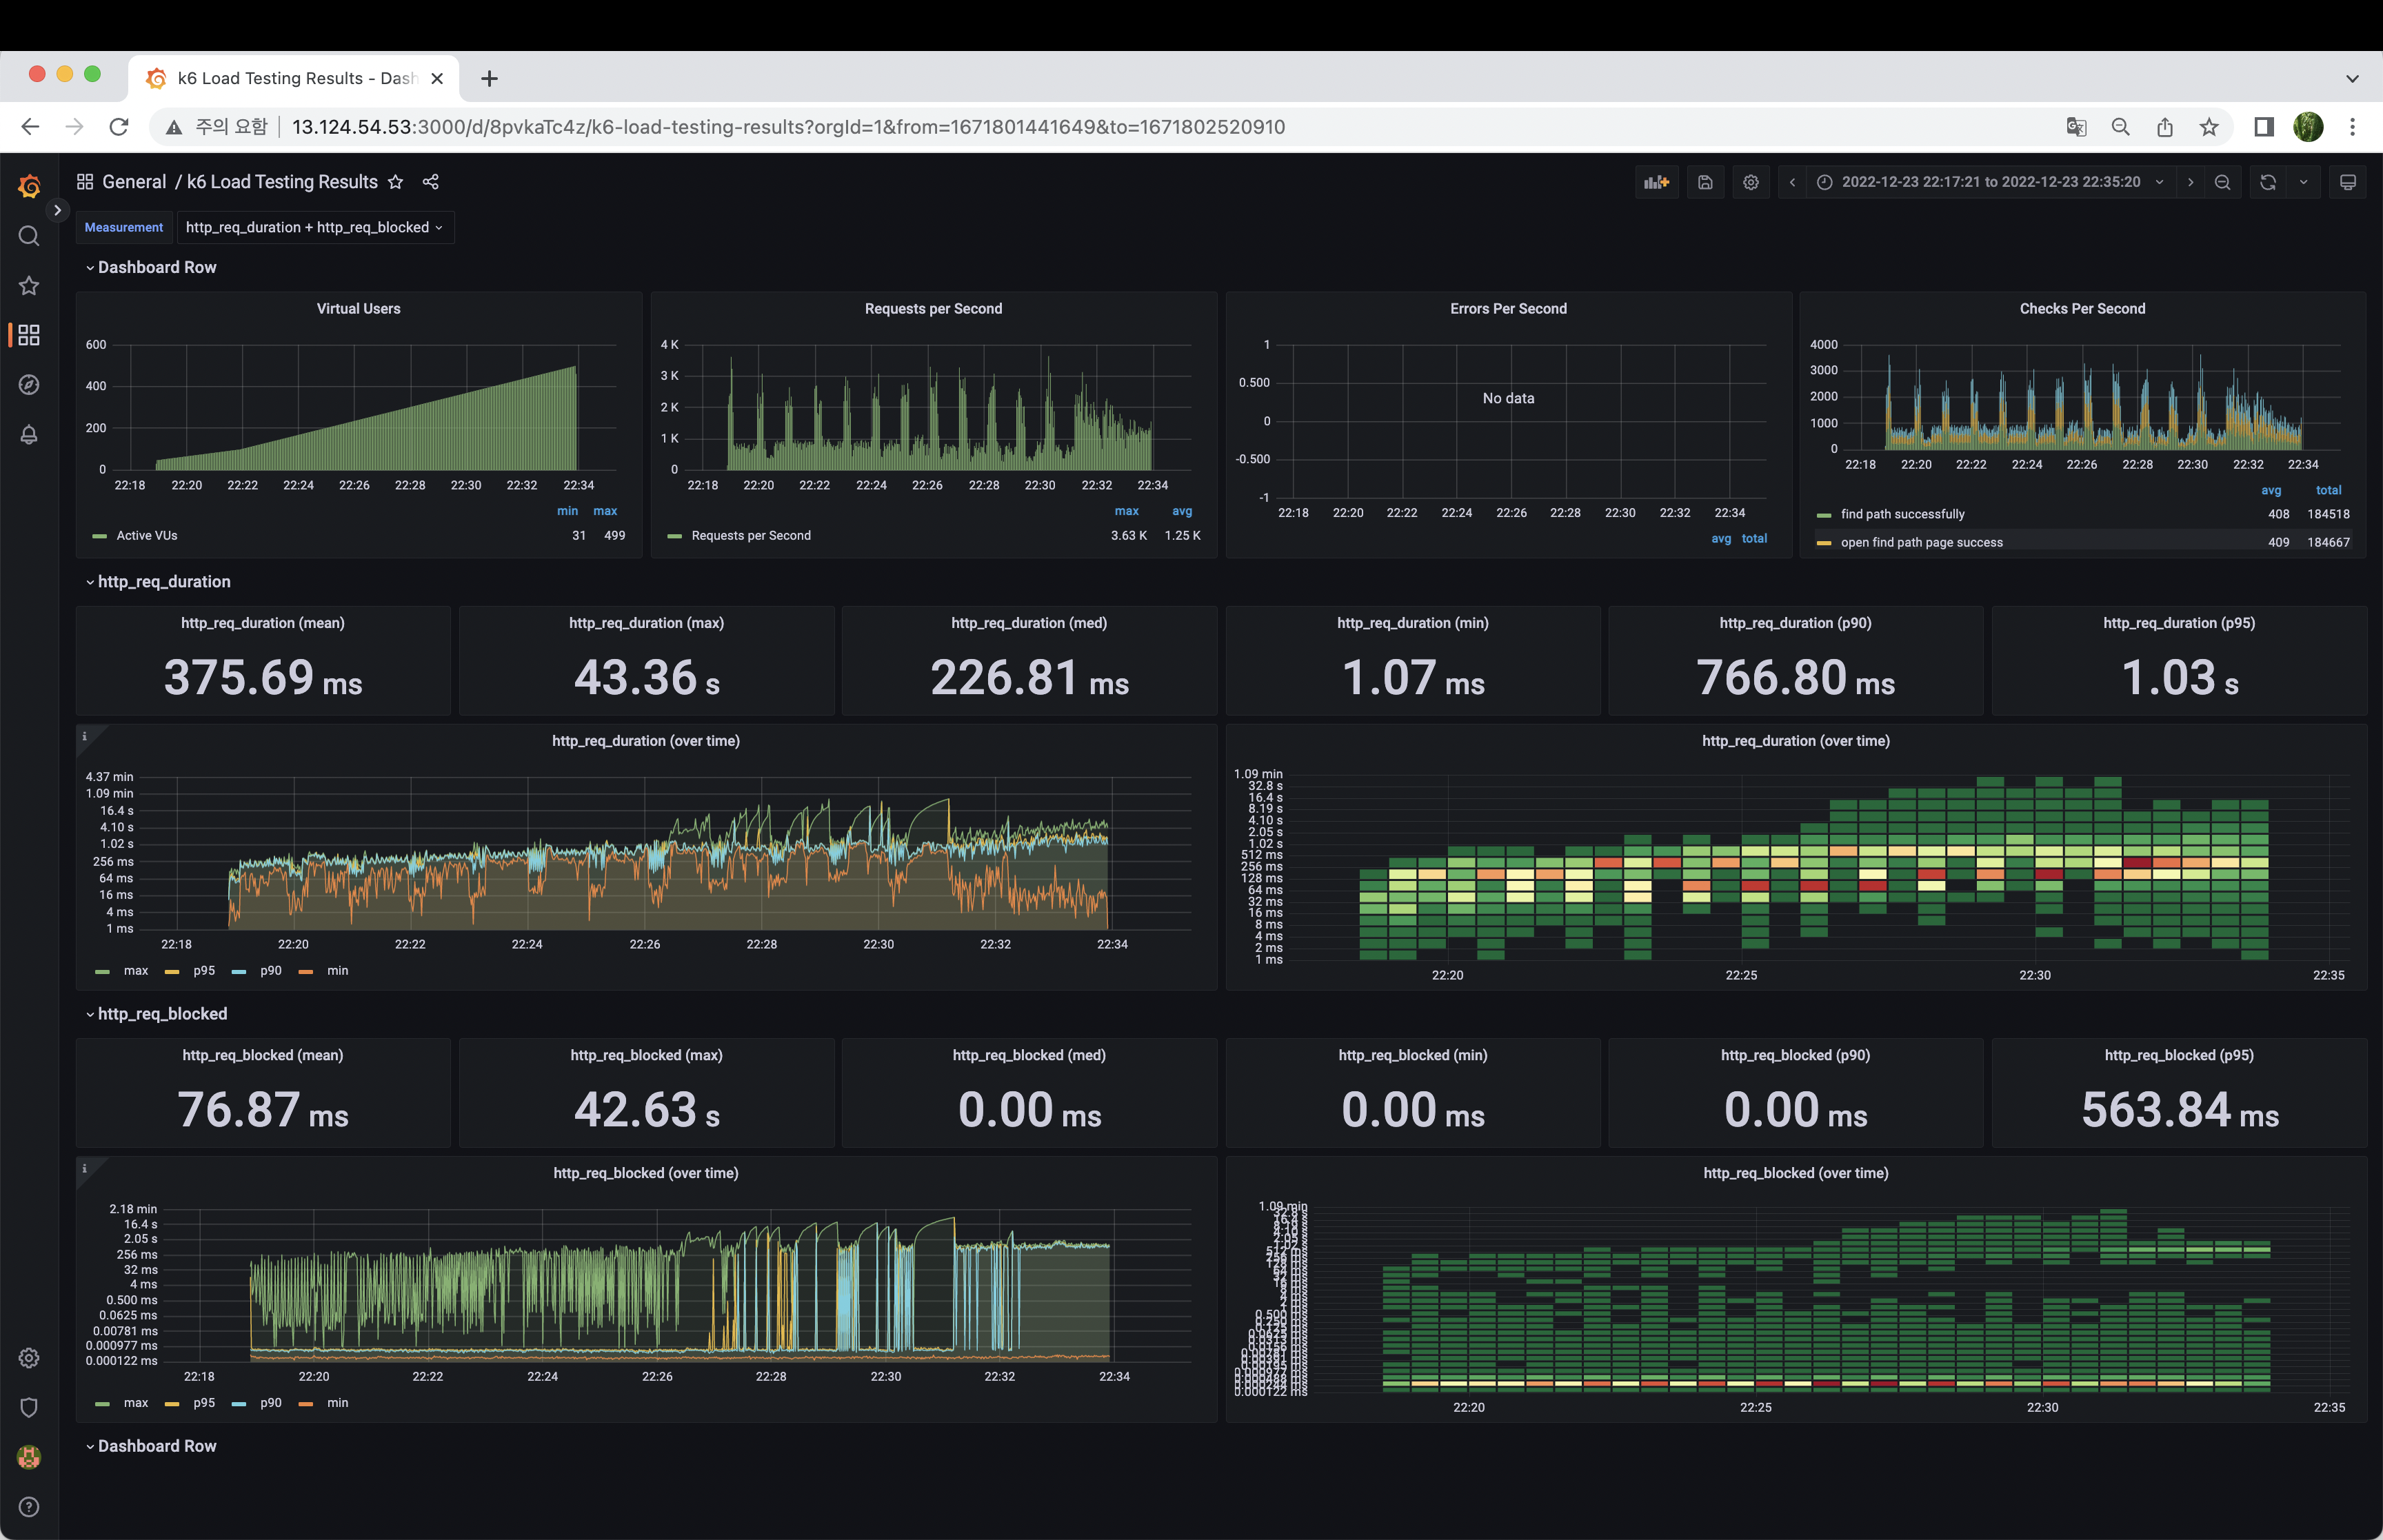 k6 Load Testing Results - Dash
주의 요함 13.124.54.53:3000/d/8pvkaTc4z/k6-load-testing-results?orgId=1&from=1671801441649&to=1671802520910
General / k6 Load Testing Results
2022-12-23 22:17:21 to 2022-12-23 22:35:20
Measurement http_req_duration + http_req_blocked
Dashboard Row
Virtual Users
600
400
200
0
22:18 22:20 22:22 22:24 22:26 22:28 22:30 22:32 22:34
min max
Active VUs 31 499
Requests per Second
4 K
3 K
2 K
1 K
0
22:18 22:20 22:22 22:24 22:26 22:28 22:30 22:32 22:34
max avg
Requests per Second 3.63 K 1.25 K
Errors Per Second
1
0.500
0
-0.500
-1
No data
22:18 22:20 22:22 22:24 22:26 22:28 22:30 22:32 22:34
avg total
Checks Per Second
4000
3000
2000
1000
0
22:18 22:20 22:22 22:24 22:26 22:28 22:30 22:32 22:34
avg total
find path successfully 408 184518
open find path page success 409 184667
http_req_duration
http_req_duration (mean)
375.69 ms
http_req_duration (max)
43.36 s
http_req_duration (med)
226.81 ms
http_req_duration (min)
1.07 ms
http_req_duration (p90)
766.80 ms
http_req_duration (p95)
1.03 s
http_req_duration (over time)
4.37 min
1.09 min
16.4 s
4.10 s
1.02 s
256 ms
64 ms
16 ms
4 ms
1 ms
22:18 22:20 22:22 22:24 22:26 22:28 22:30 22:32 22:34
max p95 p90 min
http_req_duration (over time)
1.09 min
32.8 s
16.4 s
8.19 s
4.10 s
2.05 s
1.02 s
512 ms
256 ms
128 ms
64 ms
32 ms
16 ms
8 ms
4 ms
2 ms
1 ms
22:20 22:25 22:30 22:35
http_req_blocked
http_req_blocked (mean)
76.87 ms
http_req_blocked (max)
42.63 s
http_req_blocked (med)
0.00 ms
http_req_blocked (min)
0.00 ms
http_req_blocked (p90)
0.00 ms
http_req_blocked (p95)
563.84 ms
http_req_blocked (over time)
2.18 min
16.4 s
2.05 s
256 ms
32 ms
4 ms
0.500 ms
0.0625 ms
0.00781 ms
0.000977 ms
0.000122 ms
22:18 22:20 22:22 22:24 22:26 22:28 22:30 22:32 22:34
max p95 p90 min
http_req_blocked (over time)
1.09 min
0.000122 ms
22:20 22:25 22:30 22:35
Dashboard Row